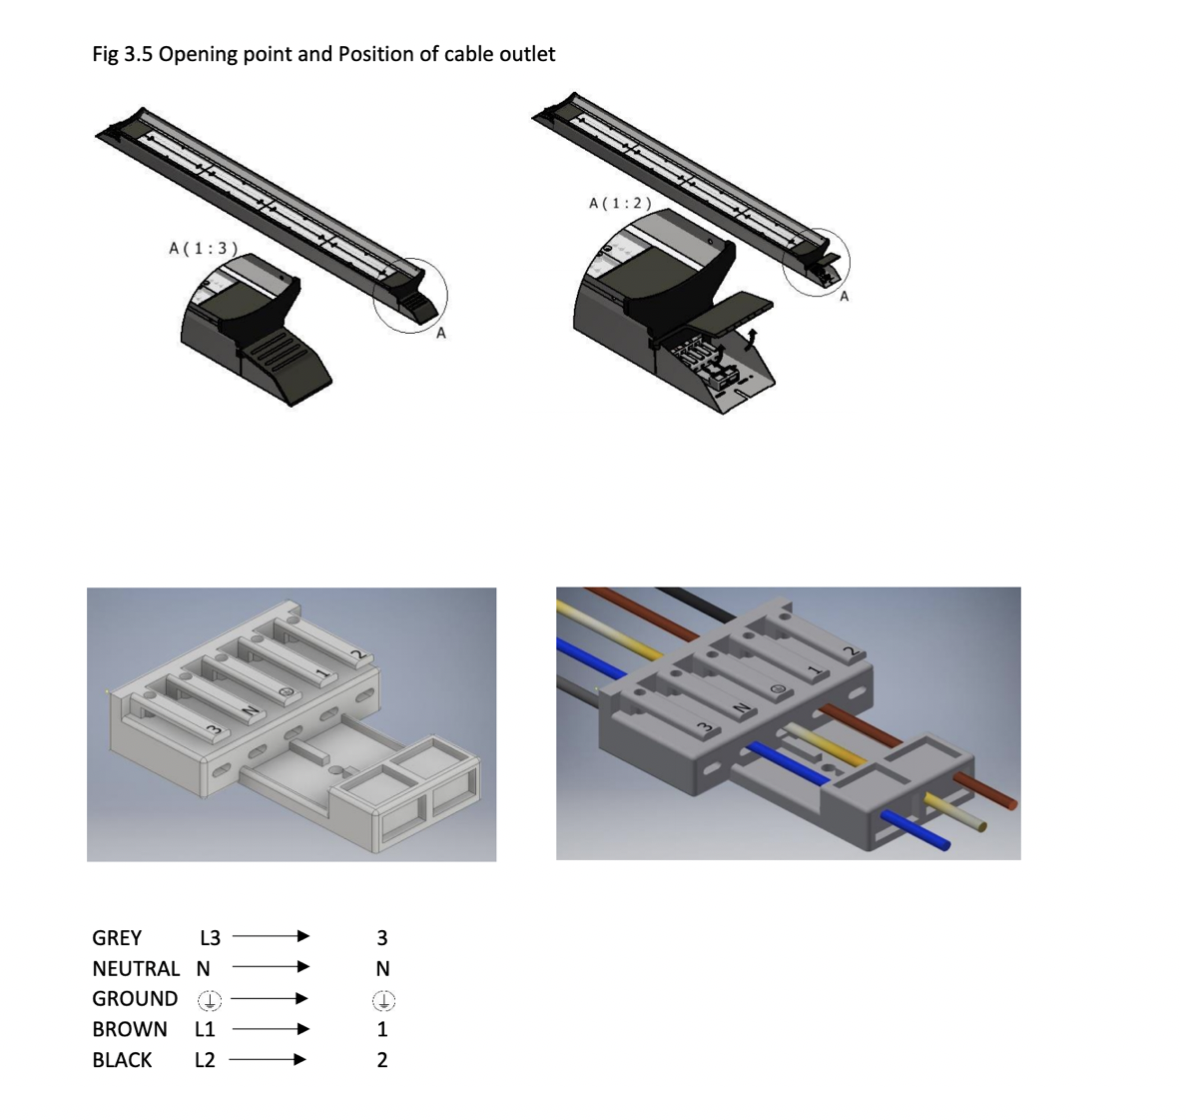 Fig 3.5 Opening point and Position of cable outlet
A ( 1 : 3 )
A
A ( 1 : 2 )
A
3
N
1
2
3
N
1
2
GREY L3 3
NEUTRAL N N
GROUND
BROWN L1 1
BLACK L2 2